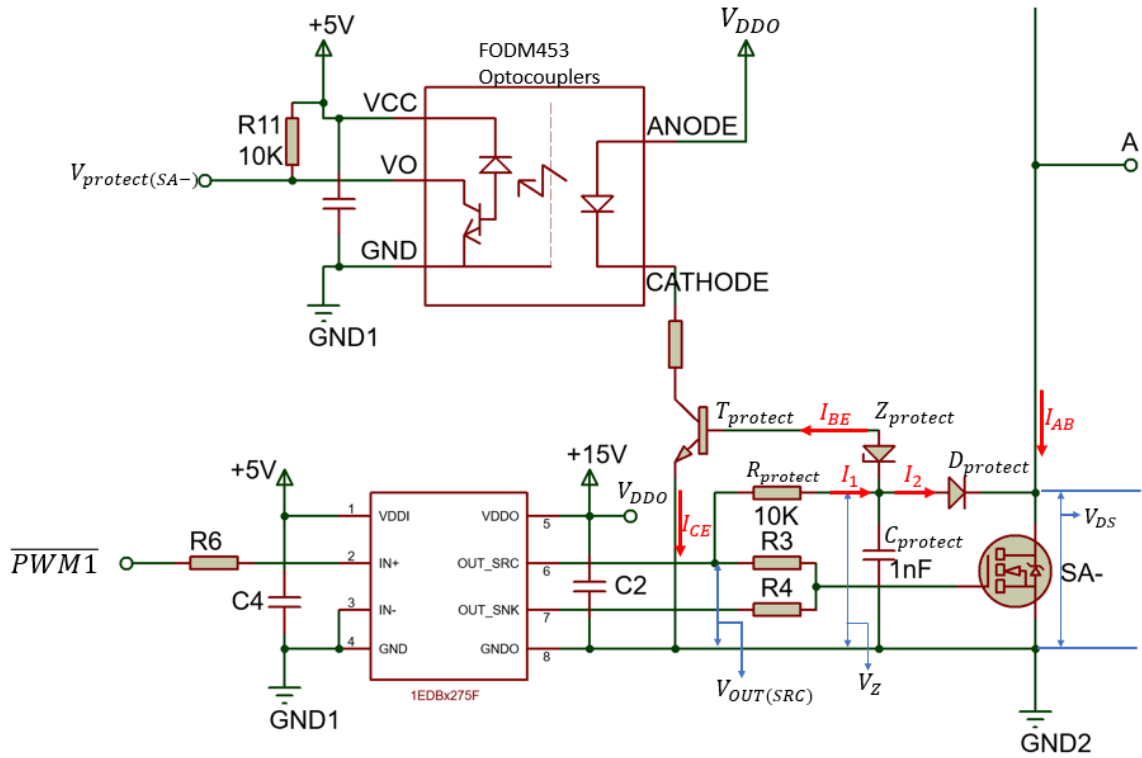 +5V
V_DDO
FODM453
Optocouplers
VCC
R11
10K
ANODE
A
VO
V_protect(SA-)
GND
CATHODE
GND1
T_protect
I_BE
Z_protect
I_AB
+5V
+15V
R_protect
I_1
I_2
D_protect
V_DDO
10K
I_CE
V_DS
1
VDDI
VDDO
5
C_protect
1nF
PWM1
R6
2
IN+
OUT_SRC
6
R3
SA-
C4
3
IN-
OUT_SNK
7
C2
R4
4
GND
GNDO
8
1EDBx275F
V_OUT(SRC)
V_Z
GND1
GND2